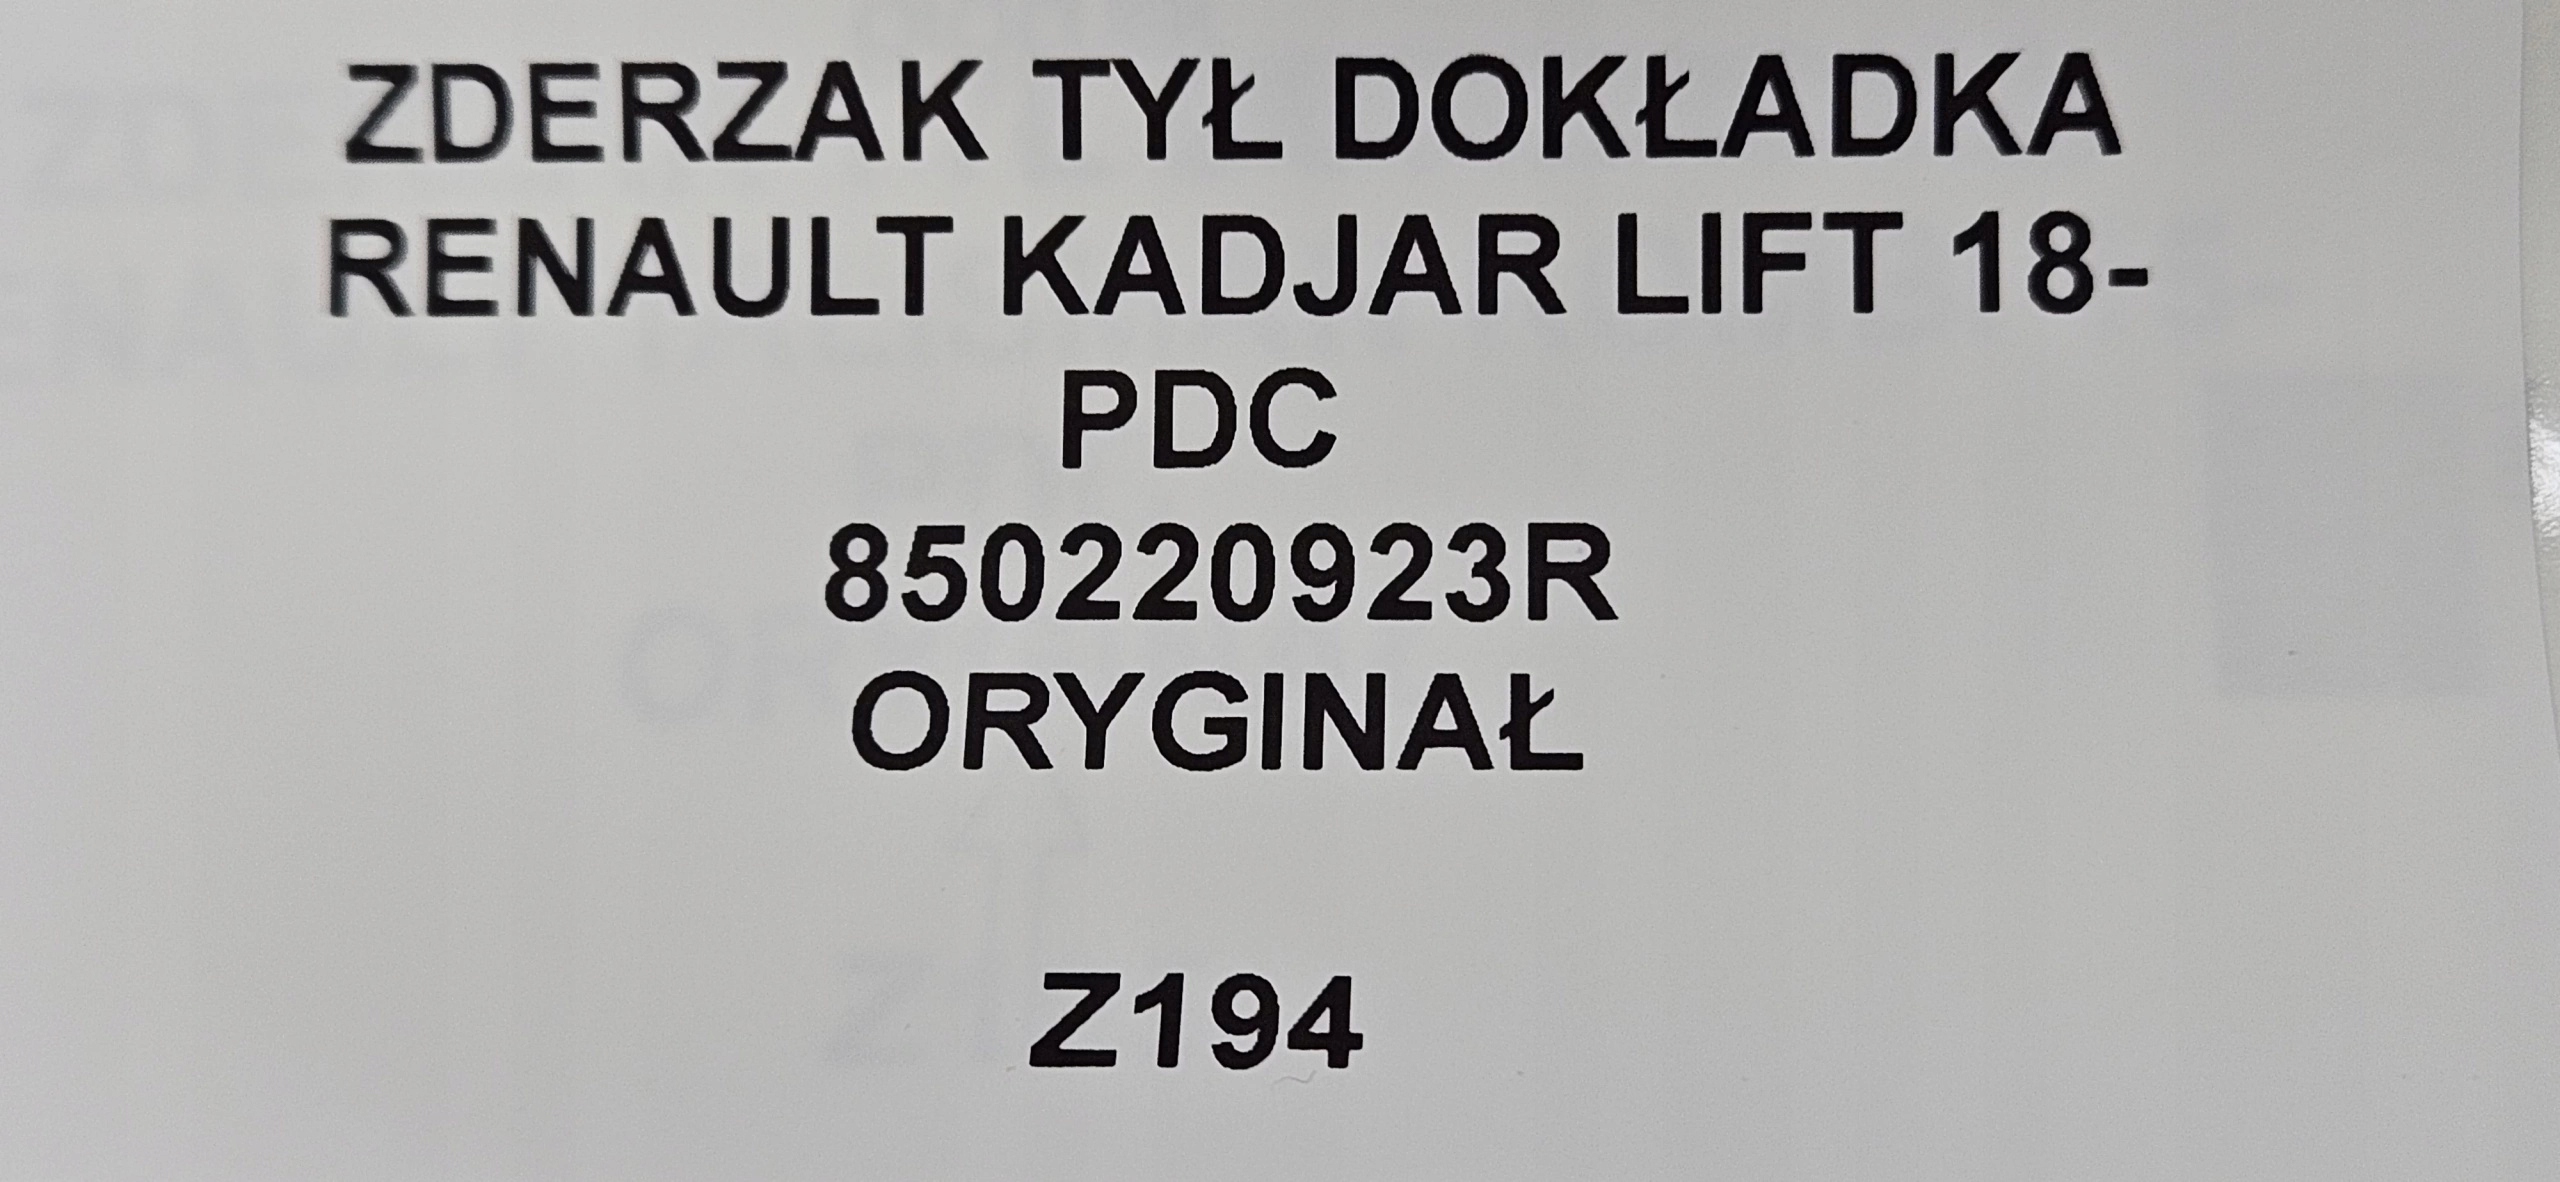 ZDERZAK TYŁ DOKŁADKA
RENAULT KADJAR LIFT 18-
PDC
850220923R
ORYGINAŁ
Z194